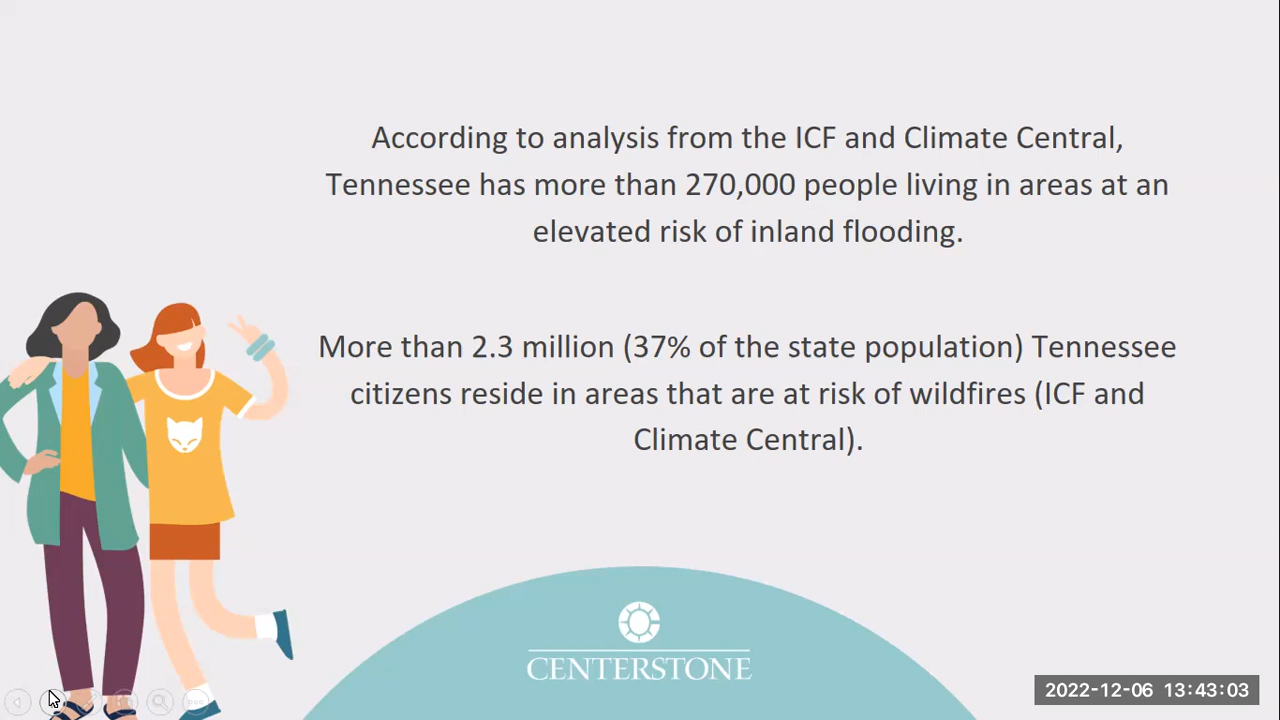 According to analysis from the ICF and Climate Central,
Tennessee has more than 270,000 people living in areas at an
elevated risk of inland flooding.
More than 2.3 million (37% of the state population) Tennessee
citizens reside in areas that are at risk of wildfires (ICF and
Climate Central).
CENTERSTONE
2022-12-06 13:43:03